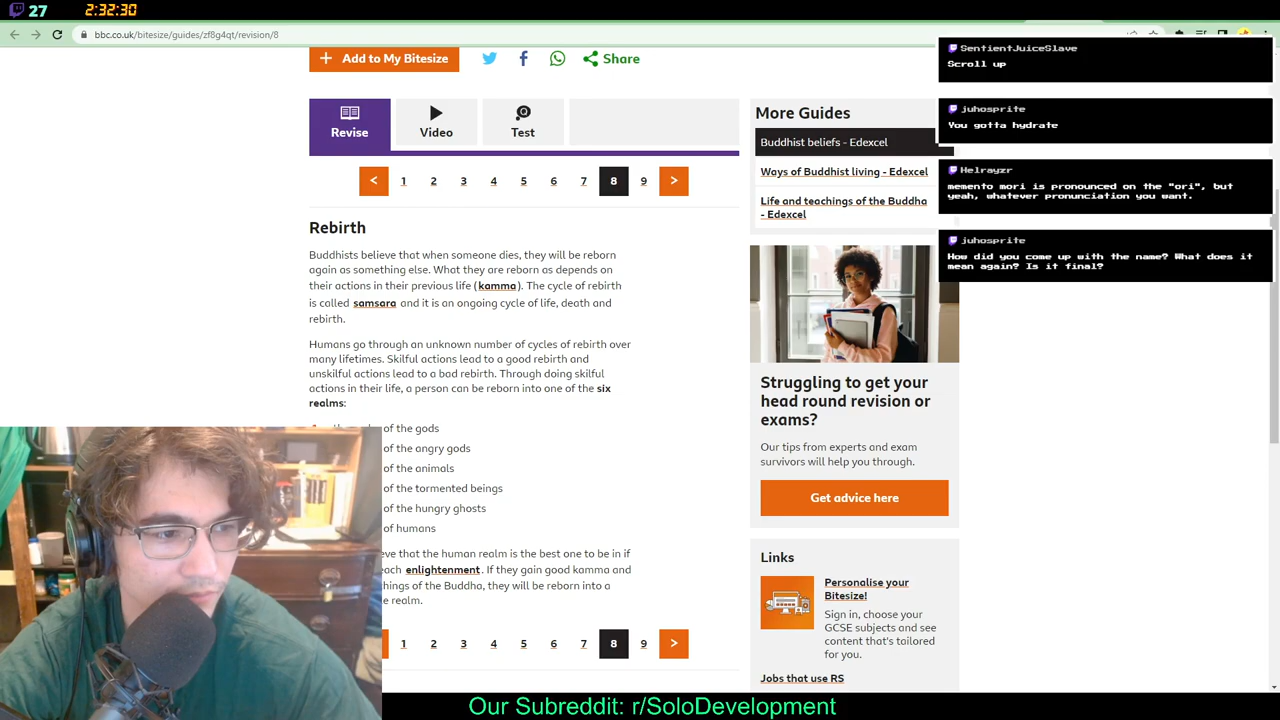 27
2:32:30
bbc.co.uk/bitesize/guides/zf8g4qt/revision/8
+ Add to My Bitesize
Share
Revise
Video
Test
< 1 2 3 4 5 6 7 8 9 >
Rebirth
Buddhists believe that when someone dies, they will be reborn
again as something else. What they are reborn as depends on
their actions in their previous life (kamma). The cycle of rebirth
is called samsara and it is an ongoing cycle of life, death and
rebirth.
Humans go through an unknown number of cycles of rebirth over
many lifetimes. Skilful actions lead to a good rebirth and
unskilful actions lead to a bad rebirth. Through doing skilful
actions in their life, a person can be reborn into one of the six
realms:
of the gods
of the angry gods
of the animals
of the tormented beings
of the hungry ghosts
of humans
eve that the human realm is the best one to be in if
each enlightenment. If they gain good kamma and
hings of the Buddha, they will be reborn into a
e realm.
1 2 3 4 5 6 7 8 9 >
More Guides
Buddhist beliefs - Edexcel
Ways of Buddhist living - Edexcel
Life and teachings of the Buddha
- Edexcel
Struggling to get your
head round revision or
exams?
Our tips from experts and exam
survivors will help you through.
Get advice here
Links
Personalise your
Bitesize!
Sign in, choose your
GCSE subjects and see
content that's tailored
for you.
Jobs that use RS
SentientJuiceSlave
Scroll up
juhosprite
You gotta hydrate
Helrayzr
memento mori is pronounced on the "ori", but
yeah, whatever pronunciation you want.
juhosprite
How did you come up with the name? What does it
mean again? Is it final?
Our Subreddit: r/SoloDevelopment